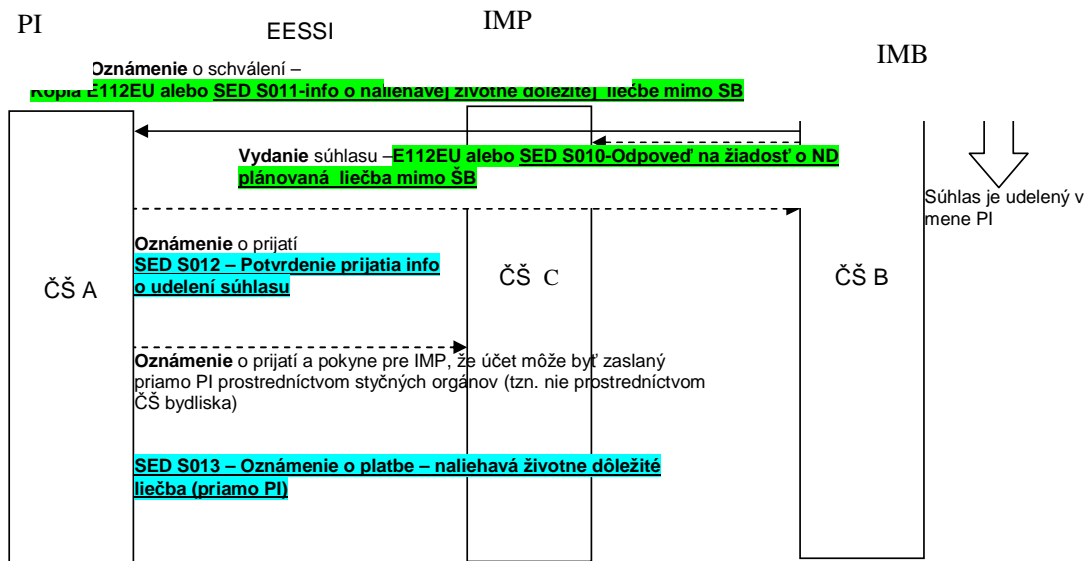 PI
EESSI
IMP
IMB
Oznámenie o schválení –
Kópia E112EU alebo SED S011-info o naliehavej životne dôležitej liečbe mimo SB
Vydanie súhlasu –E112EU alebo SED S010-Odpoveď na žiadosť o ND
plánovaná liečba mimo ŠB
Súhlas je udelený v
mene PI
Oznámenie o prijatí
SED S012 – Potvrdenie prijatia info
o udelení súhlasu
ČŠ A
ČŠ C
ČŠ B
Oznámenie o prijatí a pokyne pre IMP, že účet môže byť zaslaný
priamo PI prostredníctvom styčných orgánov (tzn. nie prostredníctvom
ČŠ bydliska)
SED S013 – Oznámenie o platbe – naliehavá životne dôležité
liečba (priamo PI)